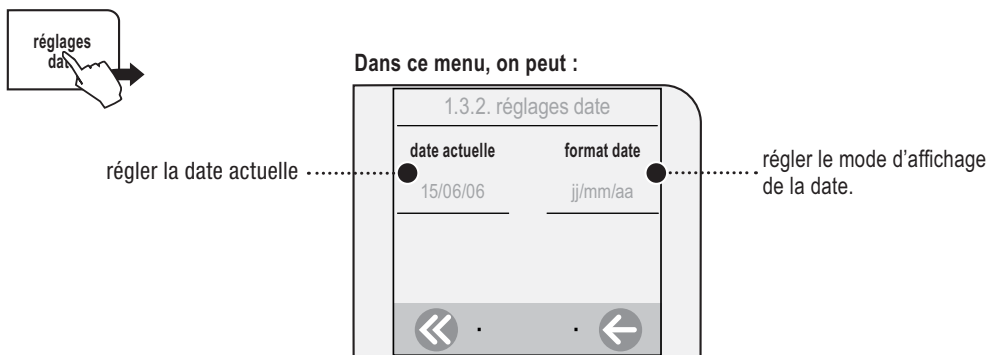 réglages
dat
Dans ce menu, on peut :
1.3.2. réglages date
date actuelle
format date
régler la date actuelle
régler le mode d’affichage
de la date.
15/06/06
jj/mm/aa